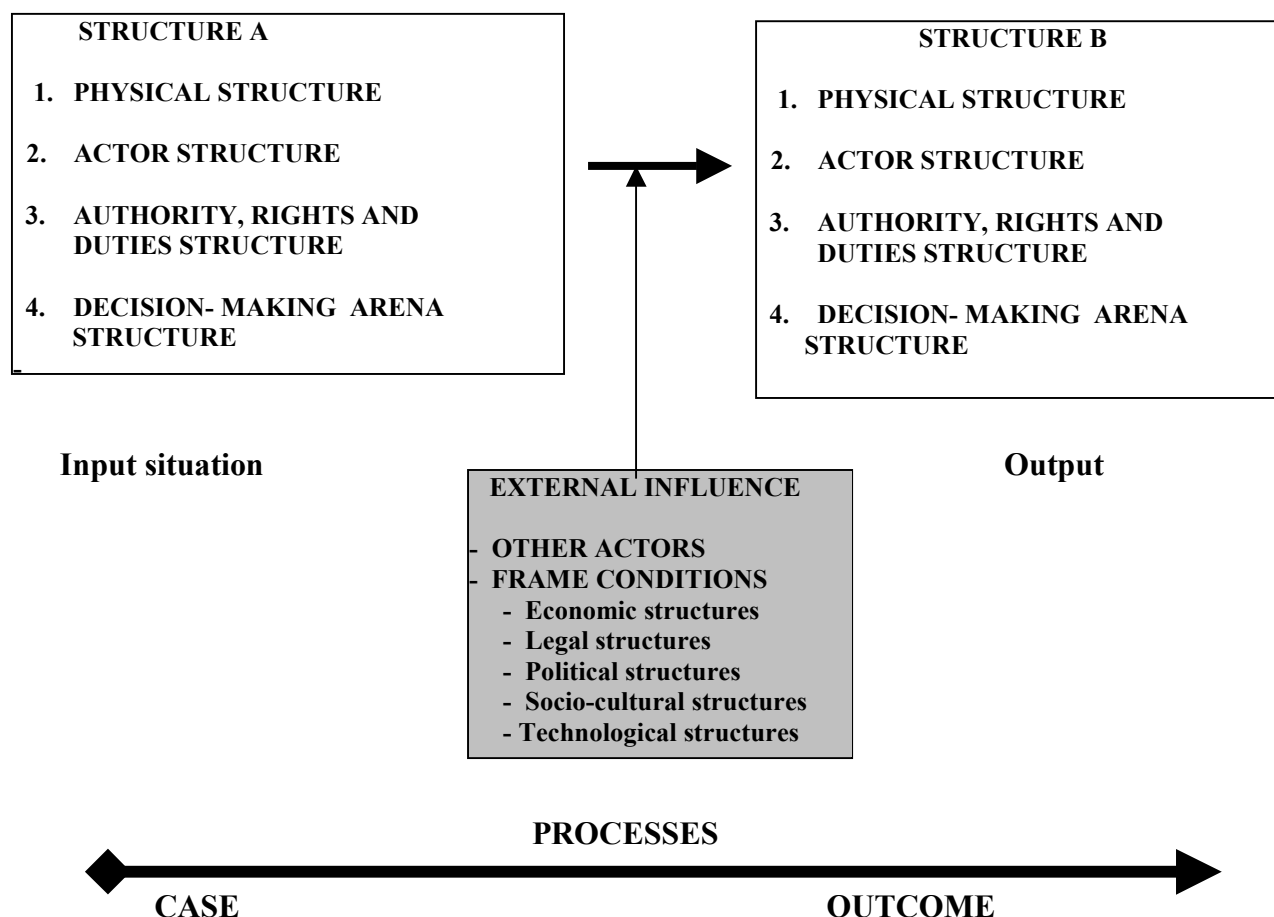 STRUCTURE A
1. PHYSICAL STRUCTURE
2. ACTOR STRUCTURE
3. AUTHORITY, RIGHTS AND
DUTIES STRUCTURE
4. DECISION- MAKING ARENA
STRUCTURE
-
Input situation
STRUCTURE B
1. PHYSICAL STRUCTURE
2. ACTOR STRUCTURE
3. AUTHORITY, RIGHTS AND
DUTIES STRUCTURE
4. DECISION- MAKING ARENA
STRUCTURE
Output
EXTERNAL INFLUENCE
- OTHER ACTORS
- FRAME CONDITIONS
- Economic structures
- Legal structures
- Political structures
- Socio-cultural structures
- Technological structures
PROCESSES
CASE
OUTCOME